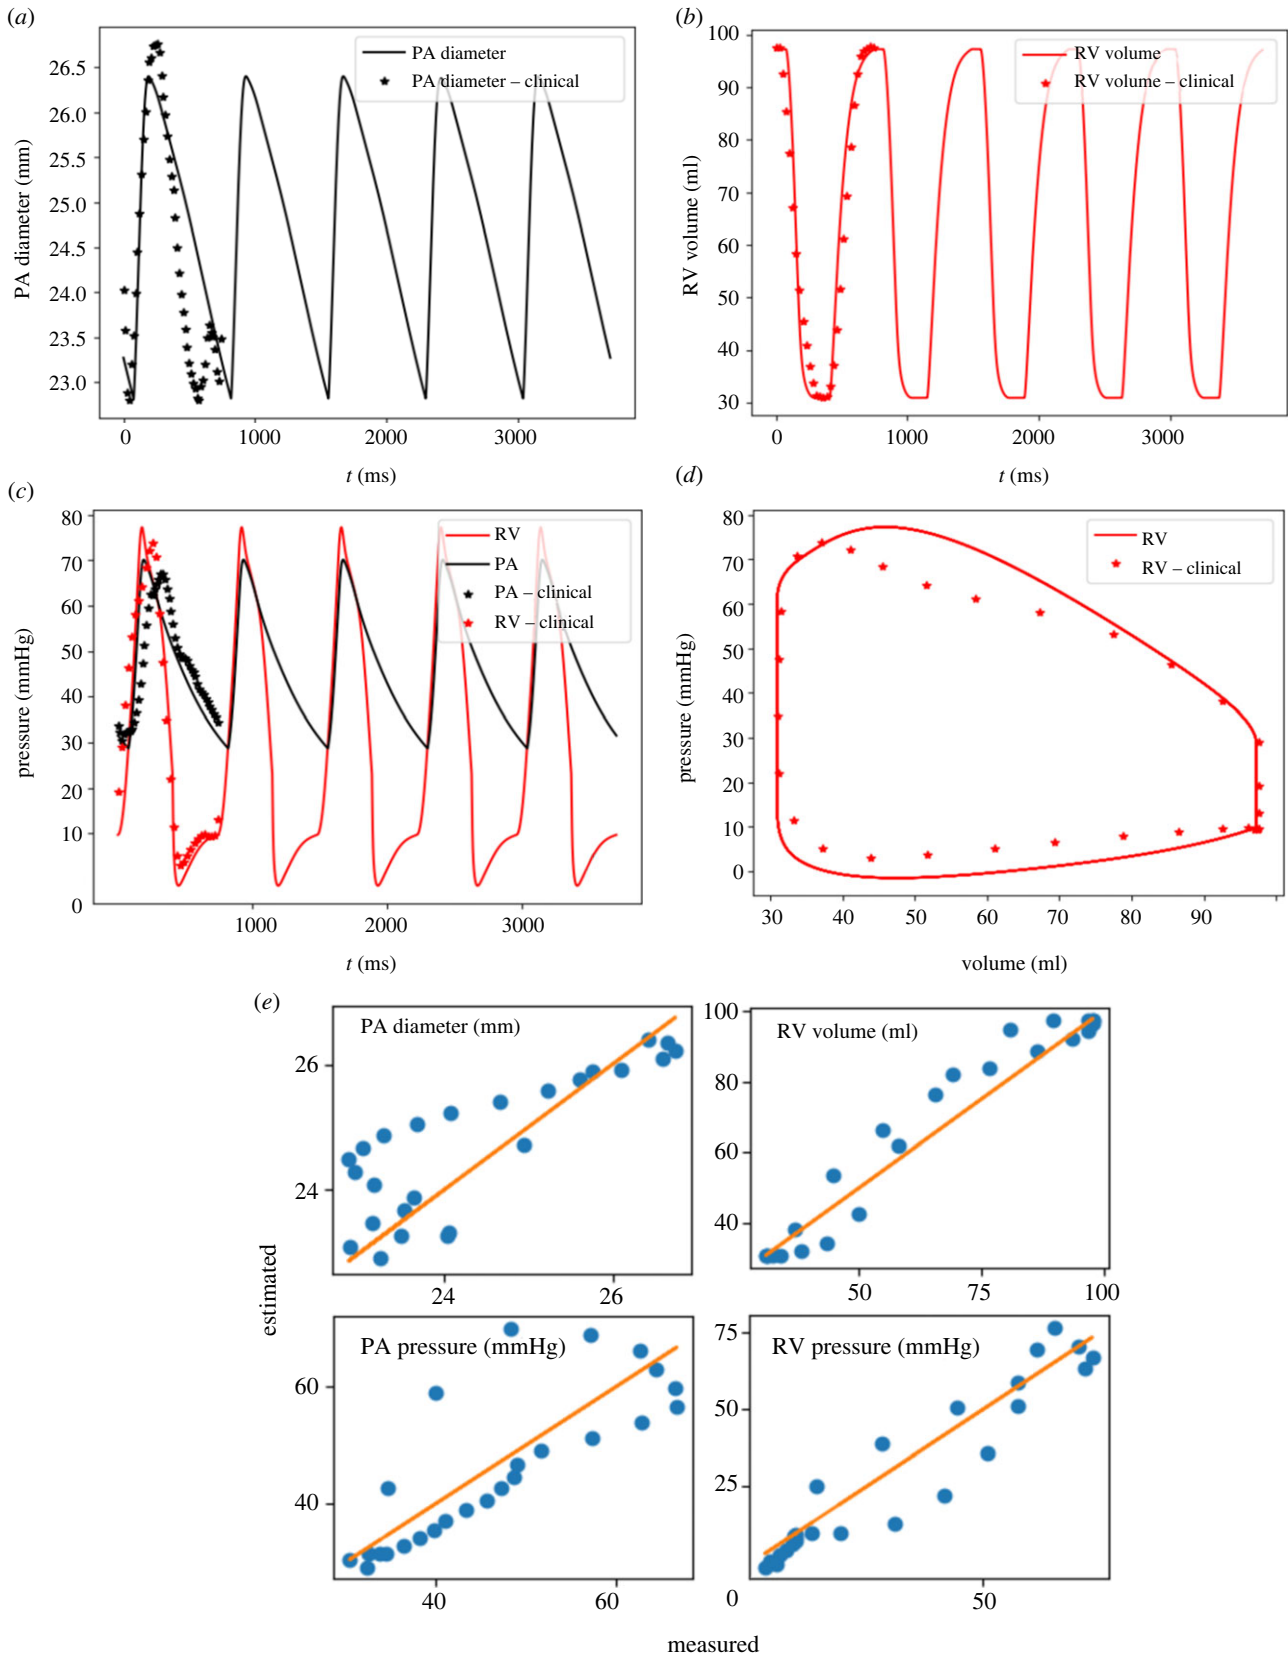 (a)
PA diameter
PA diameter – clinical
26.5
26.0
25.5
25.0
24.5
24.0
23.5
23.0
PA diameter (mm)
0 1000 2000 3000
t (ms)
(b)
RV volume
RV volume – clinical
100
90
80
70
60
50
40
30
RV volume (ml)
0 1000 2000 3000
t (ms)
(c)
RV
PA
PA – clinical
RV – clinical
80
70
60
50
40
30
20
10
0
pressure (mmHg)
1000 2000 3000
t (ms)
(d)
RV
RV – clinical
80
70
60
50
40
30
20
10
0
pressure (mmHg)
30 40 50 60 70 80 90
volume (ml)
(e)
PA diameter (mm)
26
24
24 26
RV volume (ml)
100
80
60
40
50 75 100
estimated
PA pressure (mmHg)
60
40
40 60
RV pressure (mmHg)
75
50
25
0 50
measured